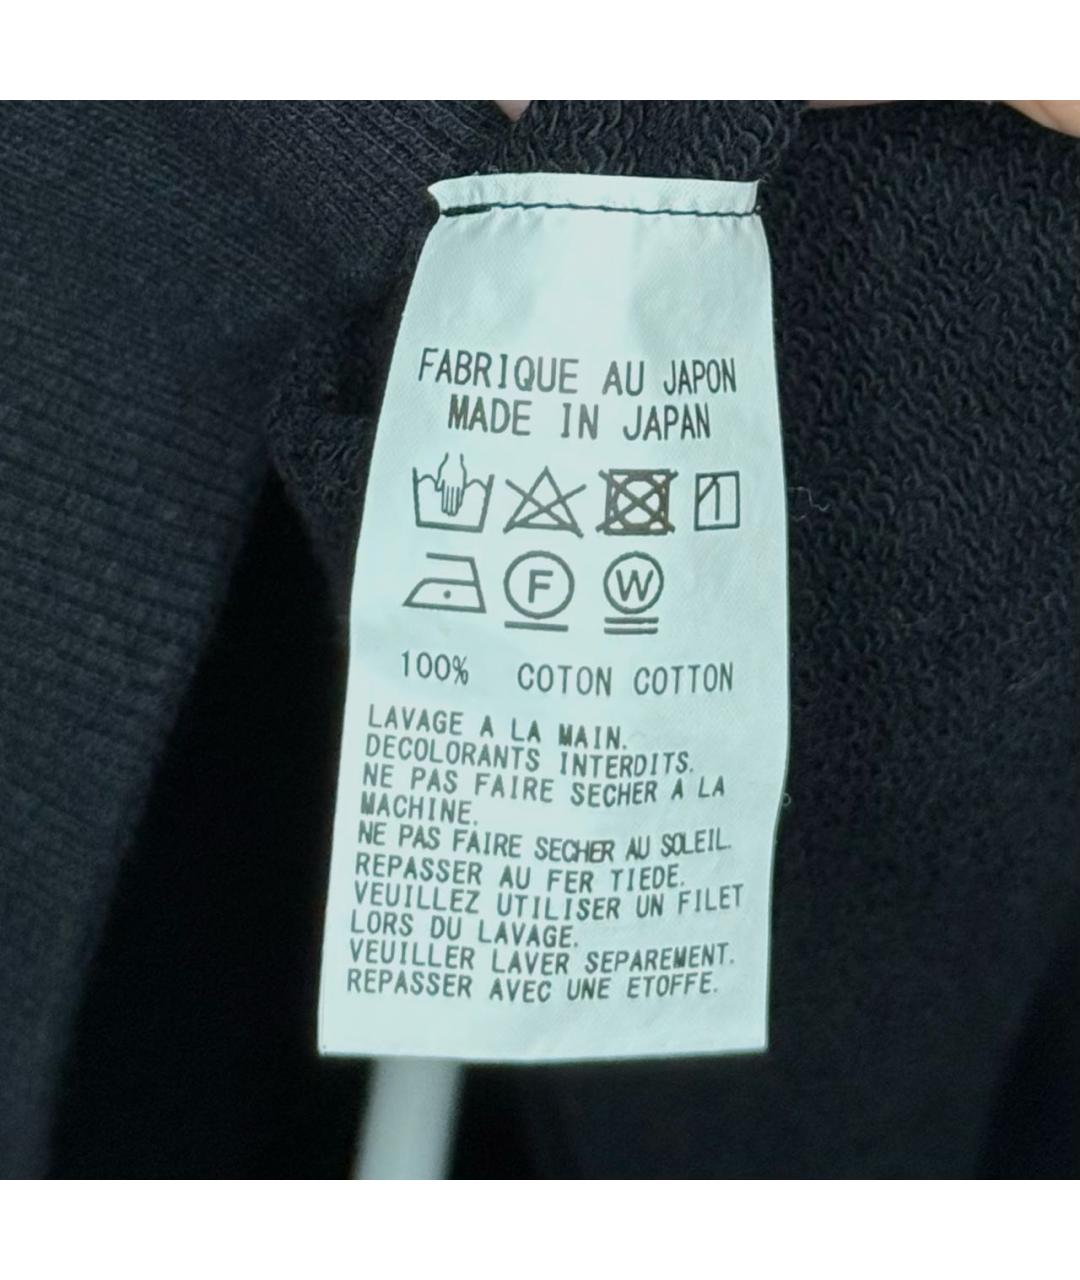 FABRIQUE AU JAPON
MADE IN JAPAN
F W
100% COTON COTTON
LAVAGE A LA MAIN.
DECOLORANTS INTERDITS.
NE PAS FAIRE SECHER A LA
MACHINE.
NE PAS FAIRE SECHER AU SOLEIL.
REPASSER AU FER TIEDE.
VEUILLEZ UTILISER UN FILET
LORS DU LAVAGE.
VEUILLER LAVER SEPAREMENT.
REPASSER AVEC UNE ETOFFE.